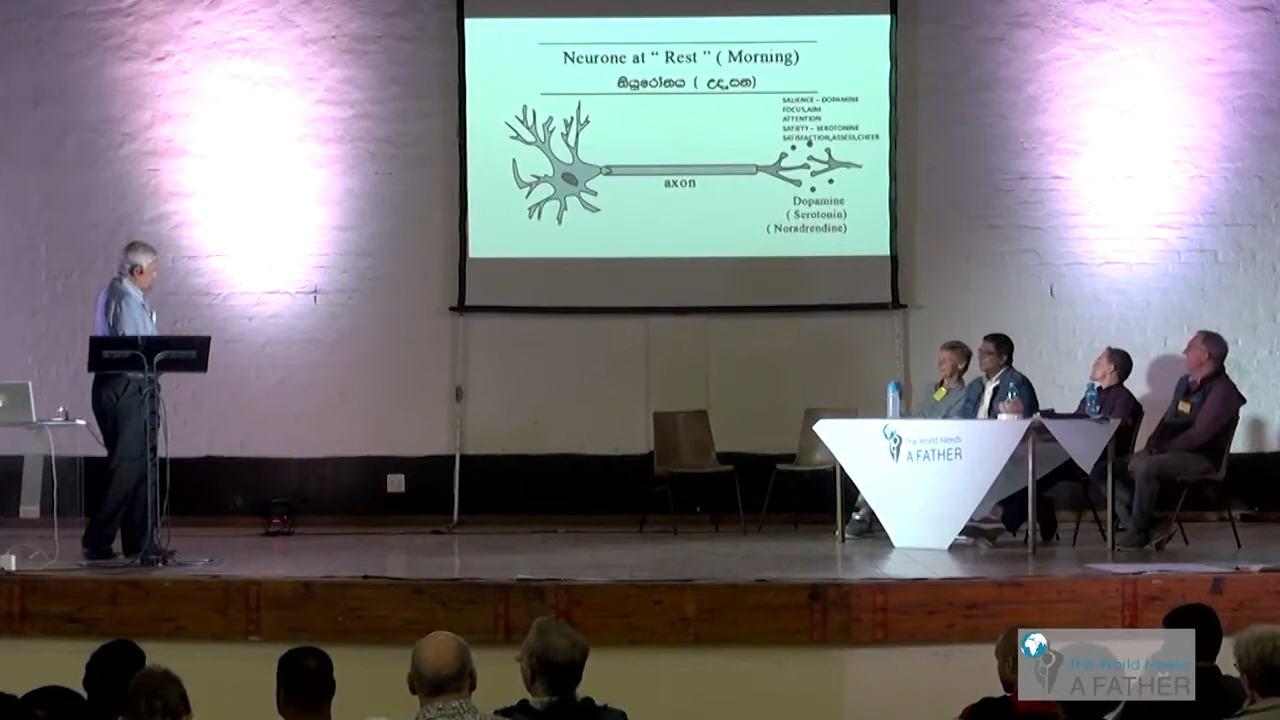 Neurone at “ Rest ” ( Morning)
නියුරෝනය ( උදෑසන)
SALIENCE – DOPAMINE
FOCUS,AIM
ATTENTION
SATIETY – SEROTONINE
SATISFACTION,ASSESS,CHEER
axon
Dopamine
( Serotonin)
( Noradrendine)
The World Needs
A FATHER
The World Needs
A FATHER